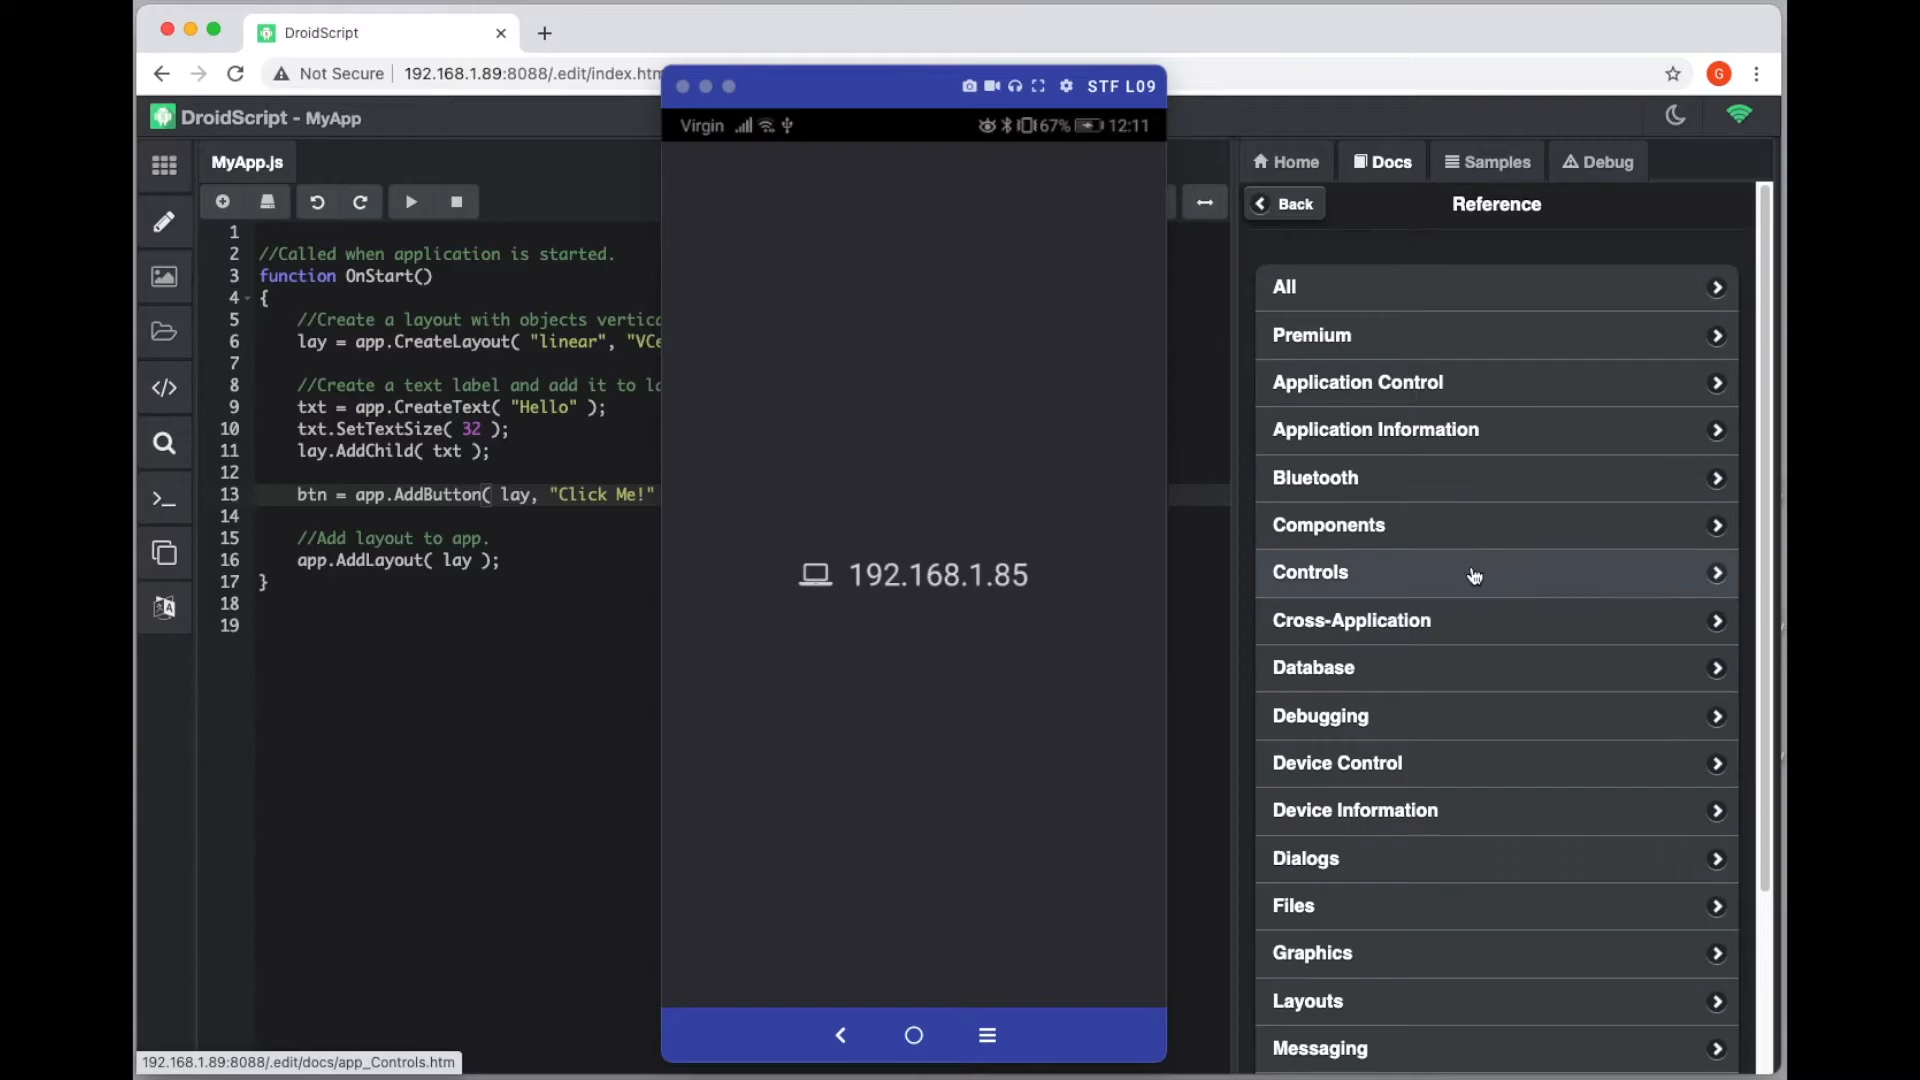 DroidScript
Not Secure
192.168.1.89:8088/.edit/index.htm
G
STF L09
DroidScript - MyApp
Virgin
67%
12:11
MyApp.js
Home
Docs
Samples
Debug
Back
Reference
1
2 //Called when application is started.
3 function OnStart()
4 {
5 //Create a layout with objects vertica
6 lay = app.CreateLayout( "linear", "VCe
7
8 //Create a text label and add it to la
9 txt = app.CreateText( "Hello" );
10 txt.SetTextSize( 32 );
11 lay.AddChild( txt );
12
13 btn = app.AddButton( lay, "Click Me!"
14
15 //Add layout to app.
16 app.AddLayout( lay );
17 }
18
19
192.168.1.85
All
Premium
Application Control
Application Information
Bluetooth
Components
Controls
Cross-Application
Database
Debugging
Device Control
Device Information
Dialogs
Files
Graphics
Layouts
Messaging
192.168.1.89:8088/.edit/docs/app_Controls.htm